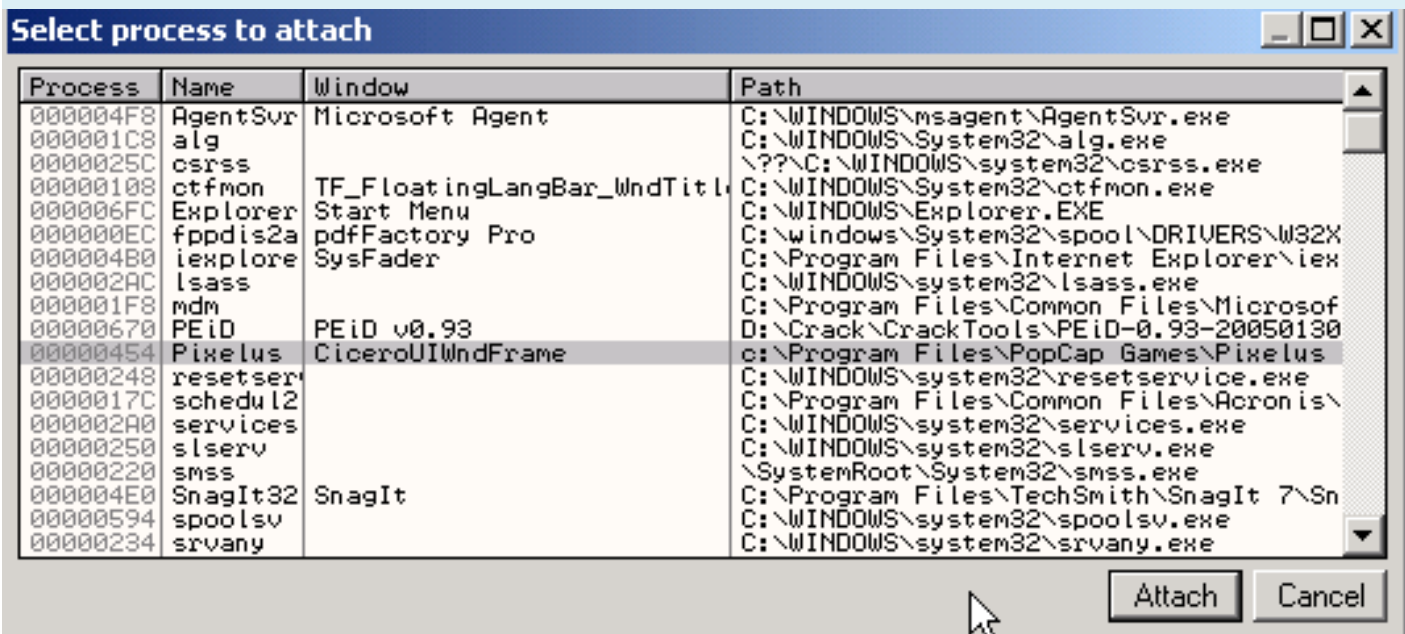 Select process to attach
Process Name Window Path
000004F8 AgentSvr Microsoft Agent C:\WINDOWS\msagent\AgentSvr.exe
000001C8 alg C:\WINDOWS\System32\alg.exe
0000025C csrss \??\C:\WINDOWS\system32\csrss.exe
00000108 ctfmon TF_FloatingLangBar_WndTitl C:\WINDOWS\System32\ctfmon.exe
000006FC Explorer Start Menu C:\WINDOWS\Explorer.EXE
000000EC fppdis2a pdfFactory Pro C:\windows\System32\spool\DRIVERS\W32X
000004B0 iexplore SysFader C:\Program Files\Internet Explorer\iex
000002AC lsass C:\WINDOWS\system32\lsass.exe
000001F8 mdm C:\Program Files\Common Files\Microsof
00000670 PEiD PEiD v0.93 D:\Crack\CrackTools\PEiD-0.93-20050130
00000454 Pixelus CiceroUIWndFrame c:\Program Files\PopCap Games\Pixelus
00000248 resetserv C:\WINDOWS\system32\resetservice.exe
0000017C schedul2 C:\Program Files\Common Files\Acronis\
000002A0 services C:\WINDOWS\system32\services.exe
00000250 slserv C:\WINDOWS\system32\slserv.exe
00000220 smss \SystemRoot\System32\smss.exe
000004E0 SnagIt32 SnagIt C:\Program Files\TechSmith\SnagIt 7\Sn
00000594 spoolsv C:\WINDOWS\system32\spoolsv.exe
00000234 srvany C:\WINDOWS\system32\srvany.exe
Attach Cancel